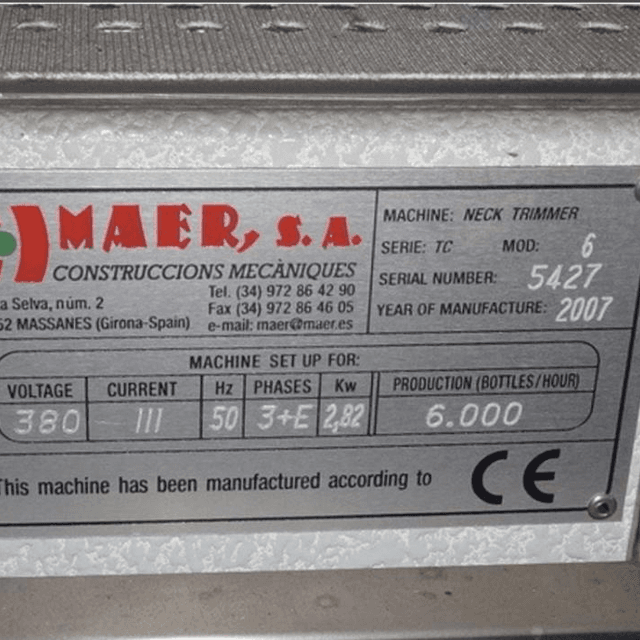 MAER, S.A.
CONSTRUCCIONS MECÀNIQUES
a Selva, núm. 2
52 MASSANES (Girona-Spain)
Tel. (34) 972 86 42 90
Fax (34) 972 86 46 05
e-mail: maer@maer.es
MACHINE: NECK TRIMMER
SERIE: TC MOD: 6
SERIAL NUMBER: 5427
YEAR OF MANUFACTURE: 2007
MACHINE SET UP FOR:
VOLTAGE CURRENT Hz PHASES Kw PRODUCTION (BOTTLES/HOUR)
380 III 50 3+E 2,82 6.000
This machine has been manufactured according to CE